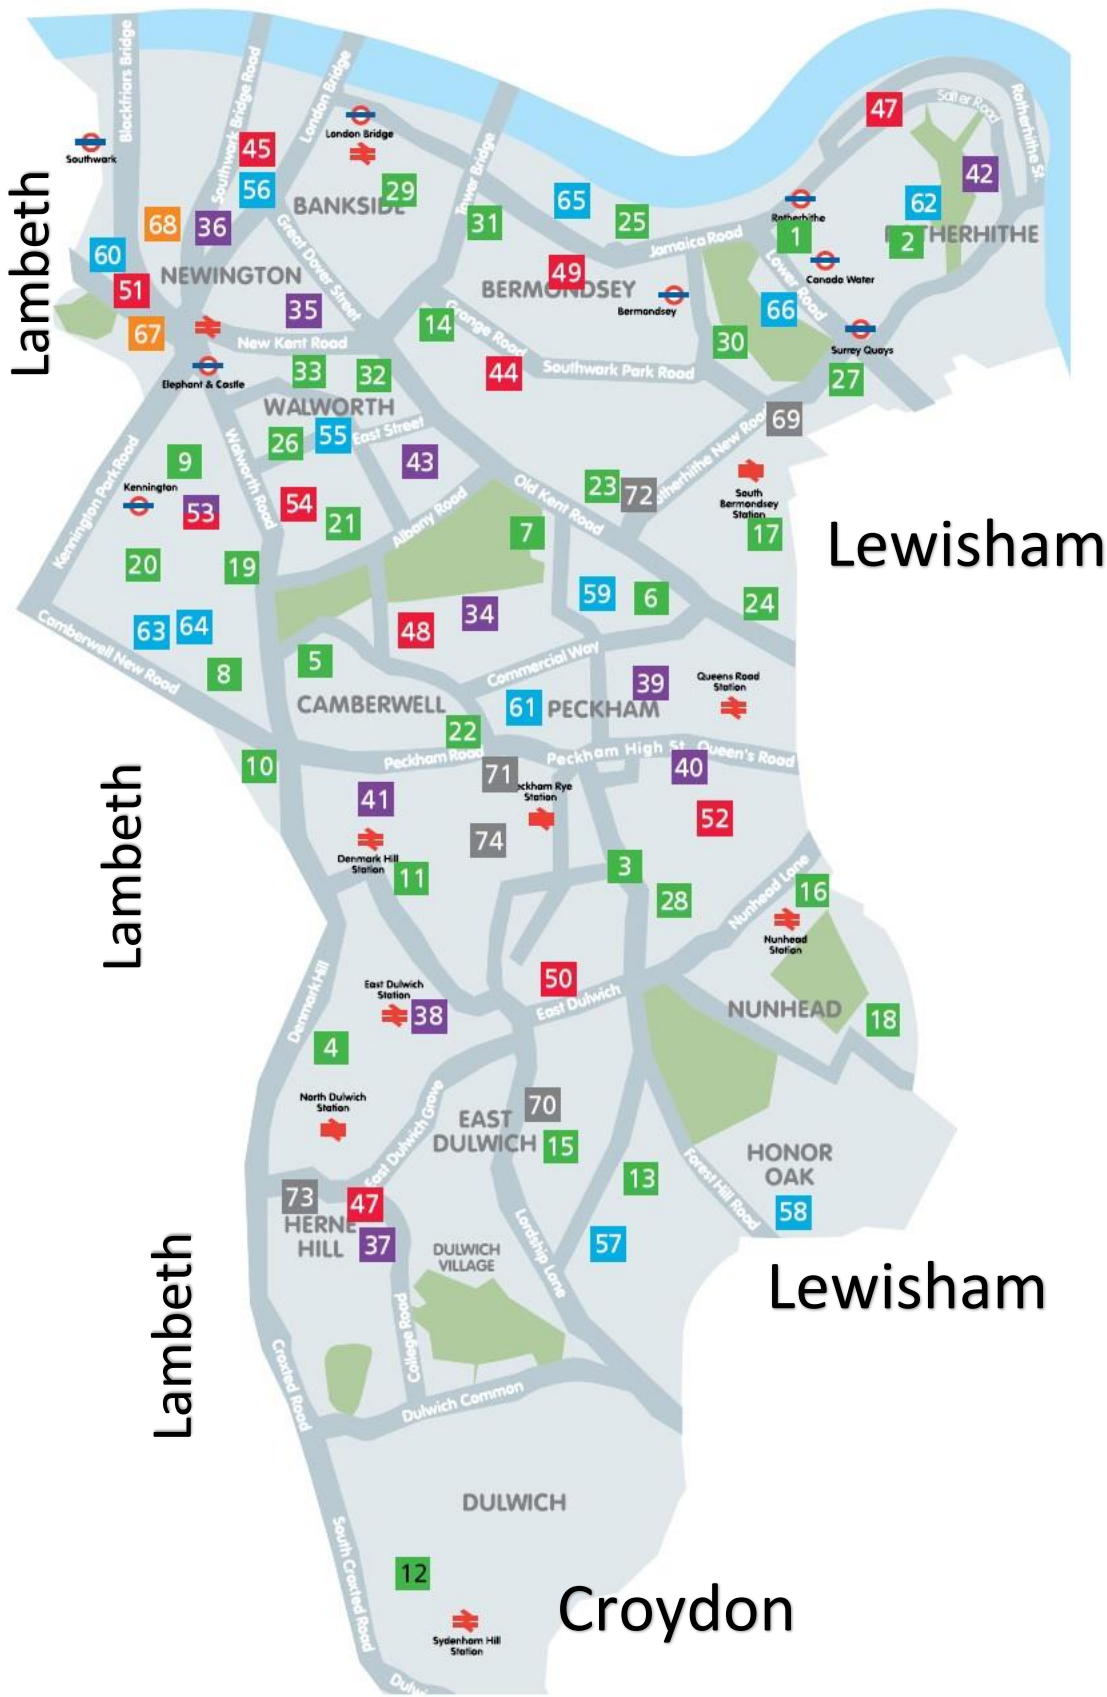 Blackfriars Bridge
Southwark Bridge Road
London Bridge
London Bridge
Southwark
45
56
29
BANKSIDE
Tower Bridge
31
65
25
Jamaica Road
47
Salter Road
Rotherhithe St.
42
62
Rotherhithe
1
2
Canada Water
Lower Road
66
Surrey Quays
27
30
Lambeth
68
36
60
51
67
NEWINGTON
Great Dover Street
35
New Kent Road
Elephant & Castle
49
BERMONDSEY
Bermondsey
14
Grange Road
44
Southwark Park Road
69
33
32
WALWORTH
26
55
East Street
43
Walworth Road
Kennington Park Road
9
Kennington
53
54
21
20
19
Albany Road
7
Old Kent Road
23
72
South
Bermondsey
Station
17
Lewisham
59
6
24
63
64
8
Camberwell New Road
5
48
34
Commercial Way
39
Queens Road
Station
CAMBERWELL
61
PECKHAM
22
10
Peckham Road
Peckham High St.
Queen's Road
71
40
Station
41
52
74
Denmark Hill
Station
11
3
28
Nunhead Lane
16
Nunhead
Station
NUNHEAD
18
Lambeth
Denmark Hill
50
East Dulwich
East Dulwich
Station
38
4
North Dulwich
Station
East Dulwich Grove
70
EAST
DULWICH
15
13
Forest Hill Road
HONOR
OAK
58
73
47
HERNE
HILL
37
DULWICH
VILLAGE
Lordship Lane
57
Lewisham
Lambeth
Croxted Road
College Road
Dulwich Common
DULWICH
South Croxted Road
12
Croydon
Sydenham Hill
Station